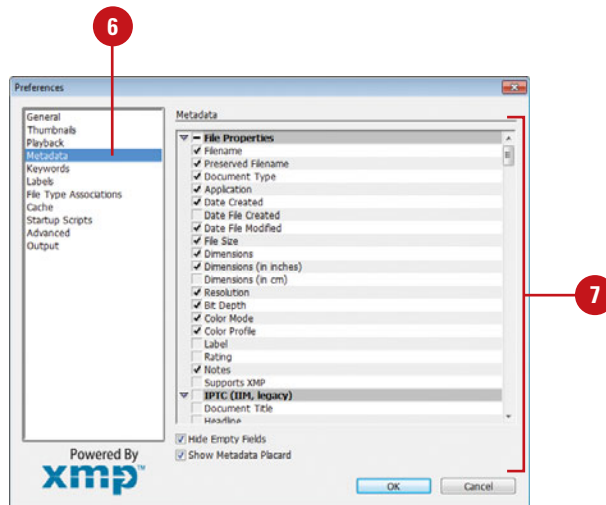 6
Preferences
General
Thumbnails
Playback
Metadata
Keywords
Labels
File Type Associations
Cache
Startup Scripts
Advanced
Output
Powered By
xmp™
Metadata
File Properties
Filename
Preserved Filename
Document Type
Application
Date Created
Date File Created
Date File Modified
File Size
Dimensions
Dimensions (in inches)
Dimensions (in cm)
Resolution
Bit Depth
Color Mode
Color Profile
Label
Rating
Notes
Supports XMP
IPTC (IIM, legacy)
Document Title
Headline
Hide Empty Fields
Show Metadata Placard
OK
Cancel
7